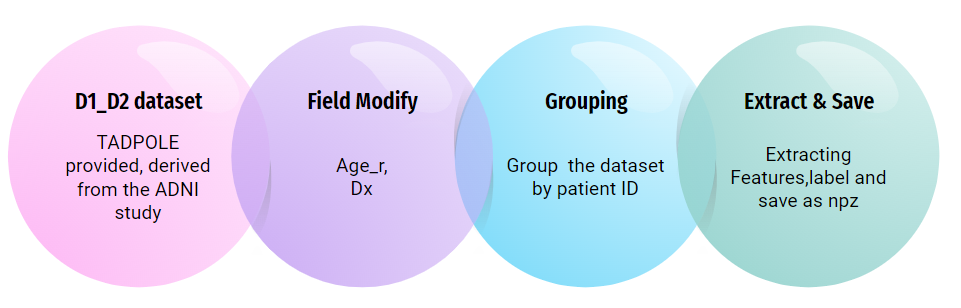 D1_D2 dataset
TADPOLE
provided, derived
from the ADNI
study
Field Modify
Age_r,
Dx
Grouping
Group  the dataset
by patient ID
Extract & Save
Extracting
Features,label and
save as npz